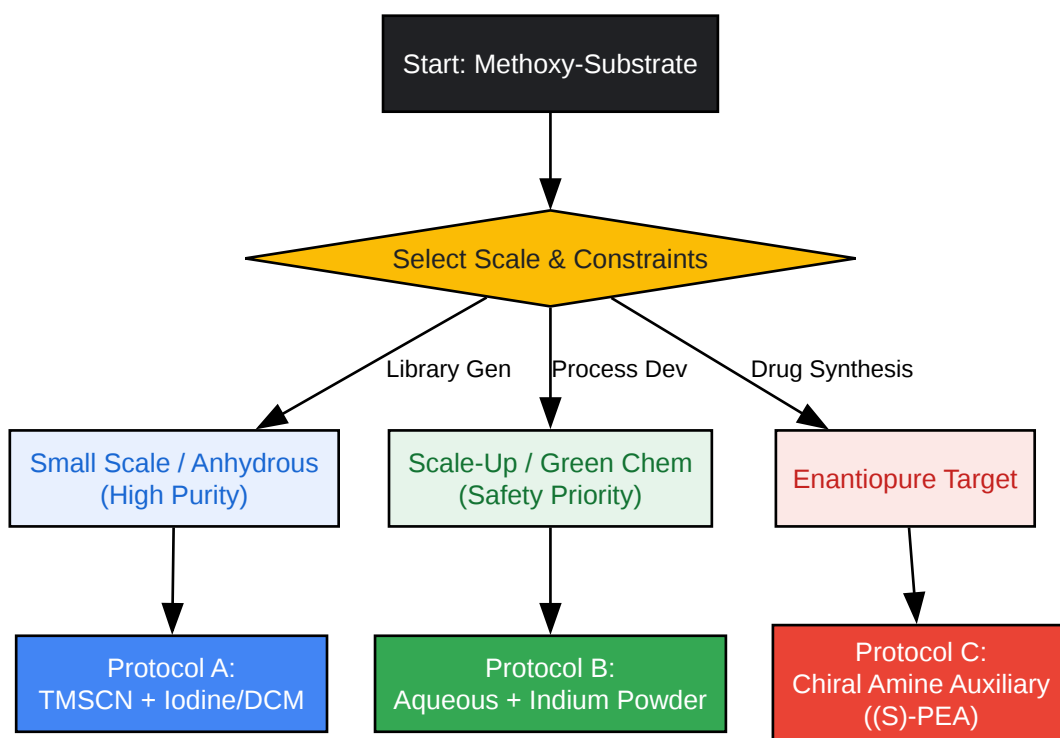 Start: Methoxy-Substrate
Select Scale & Constraints
Library Gen
Process Dev
Drug Synthesis
Small Scale / Anhydrous
(High Purity)
Scale-Up / Green Chem
(Safety Priority)
Enantiopure Target
Protocol A:
TMSCN + Iodine/DCM
Protocol B:
Aqueous + Indium Powder
Protocol C:
Chiral Amine Auxiliary
((S)-PEA)